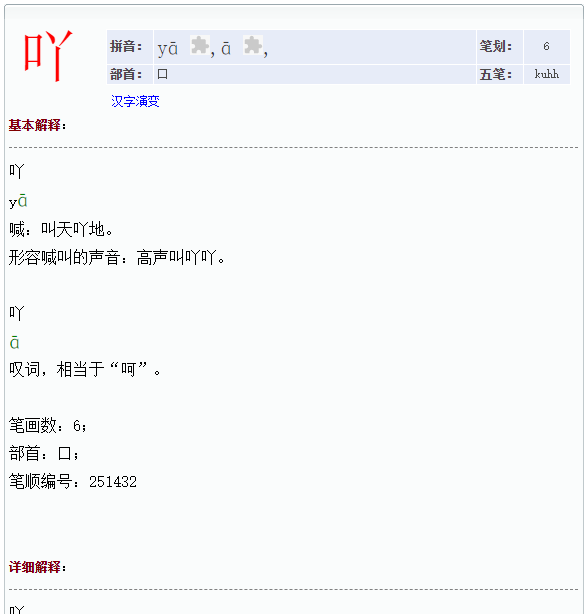 吖
拼音： yā , ā ,
笔划： 6
部首： 口
五笔： kuhh
汉字演变
基本解释：
吖
yā
喊：叫天吖地。
形容喊叫的声音：高声叫吖吖。
吖
ā
叹词，相当于“呵”。
笔画数：6；
部首：口；
笔顺编号：251432
详细解释：
吖